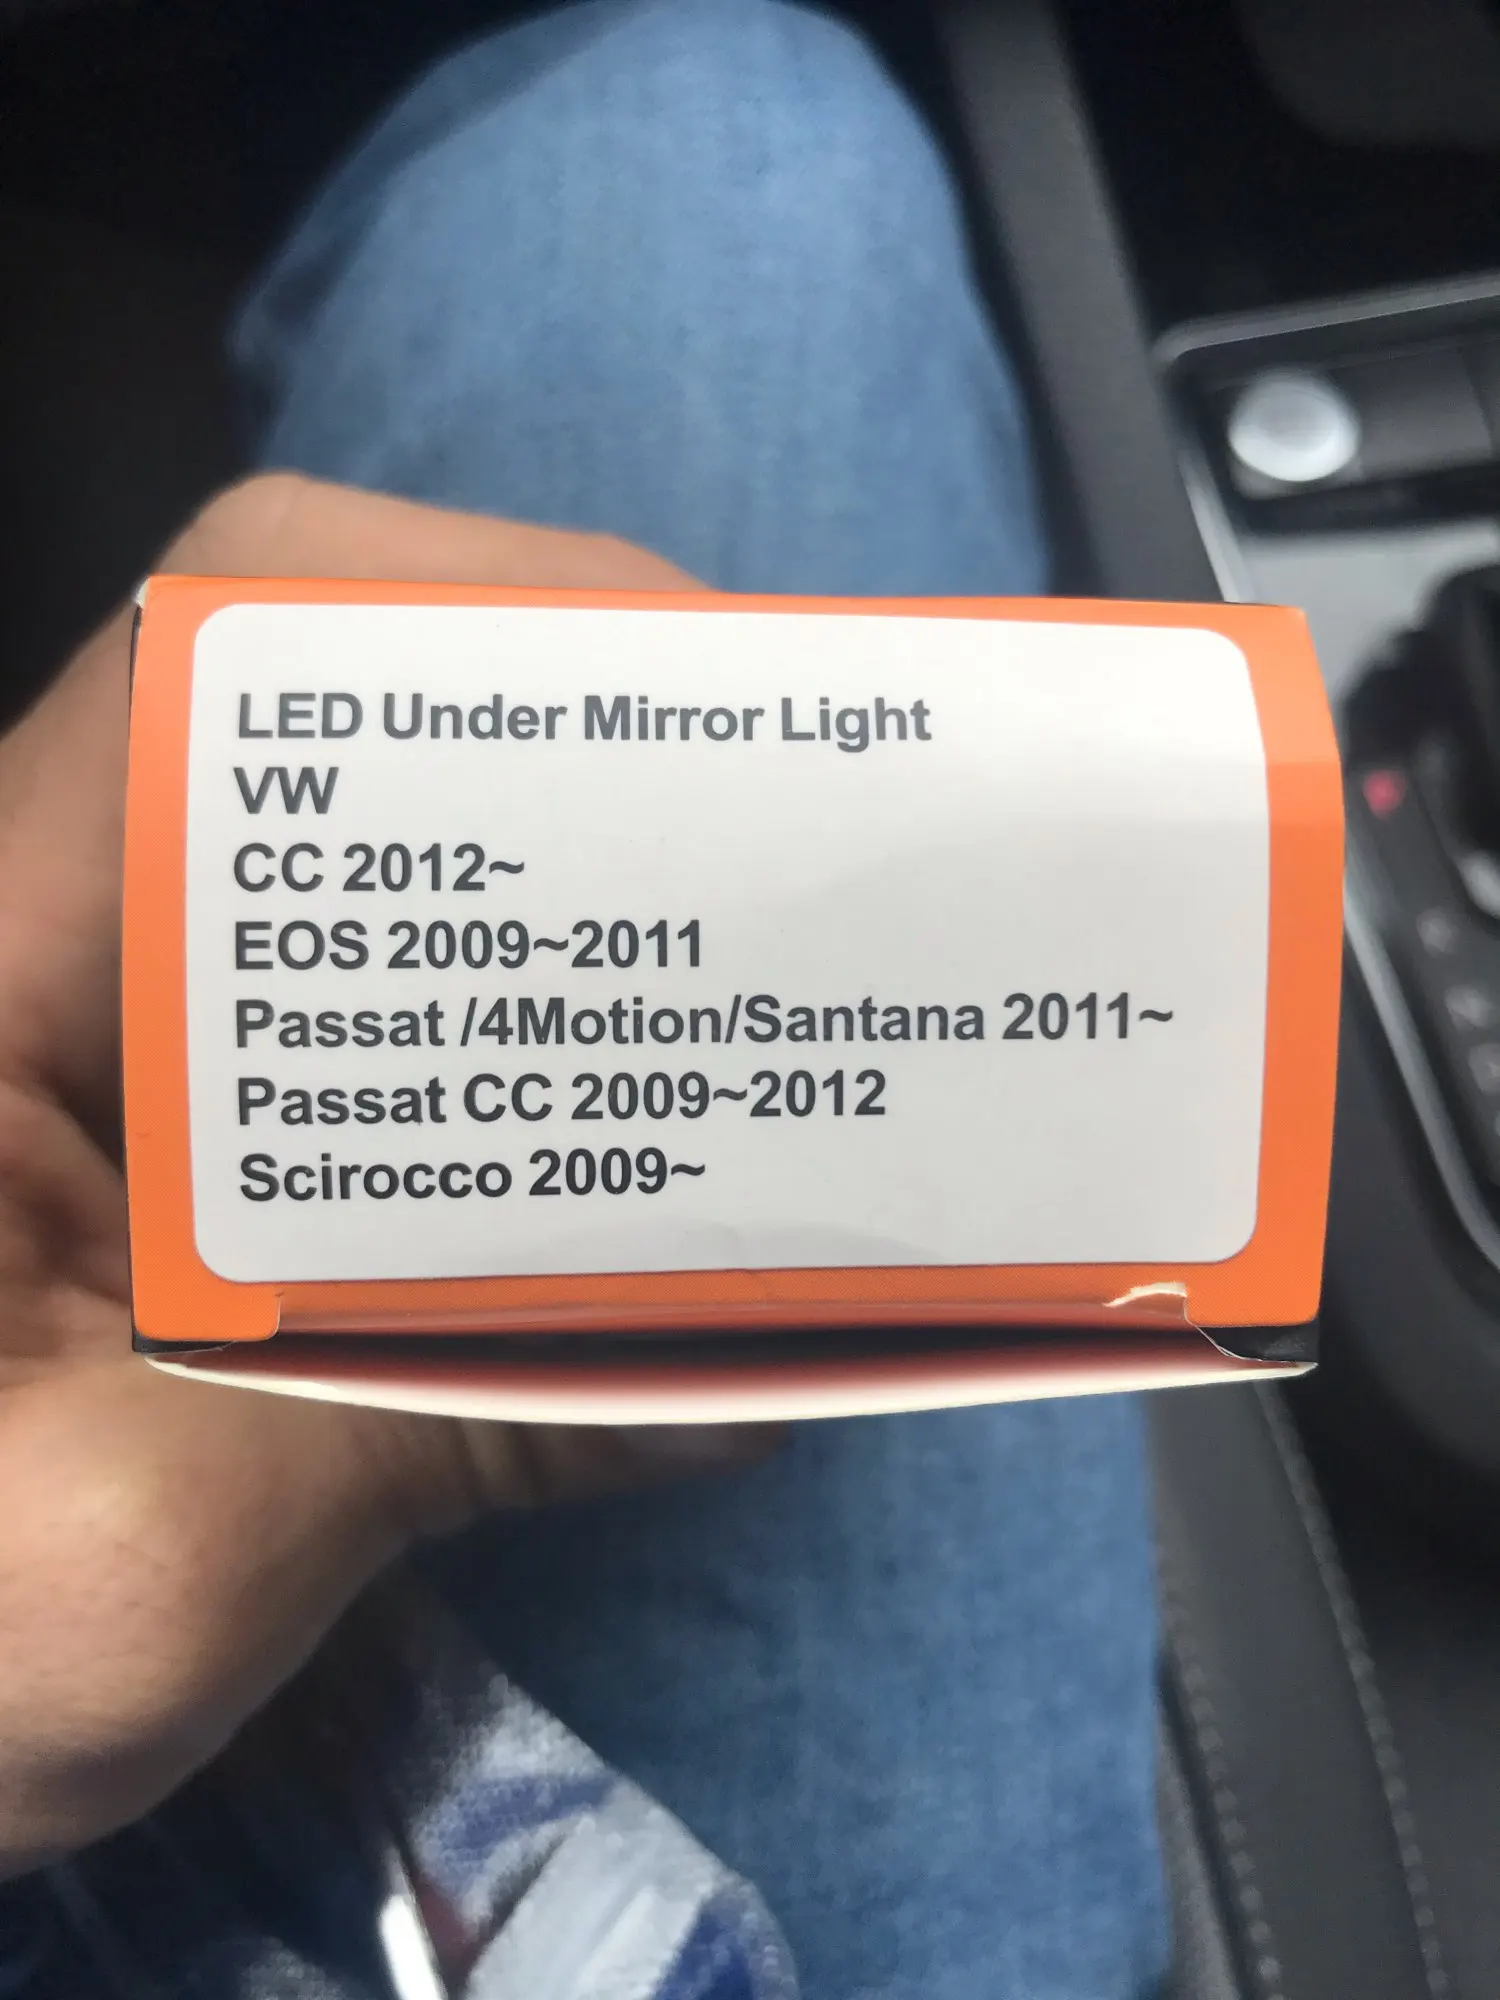 LED Under Mirror Light
VW
CC 2012~
EOS 2009~2011
Passat /4Motion/Santana 2011~
Passat CC 2009~2012
Scirocco 2009~